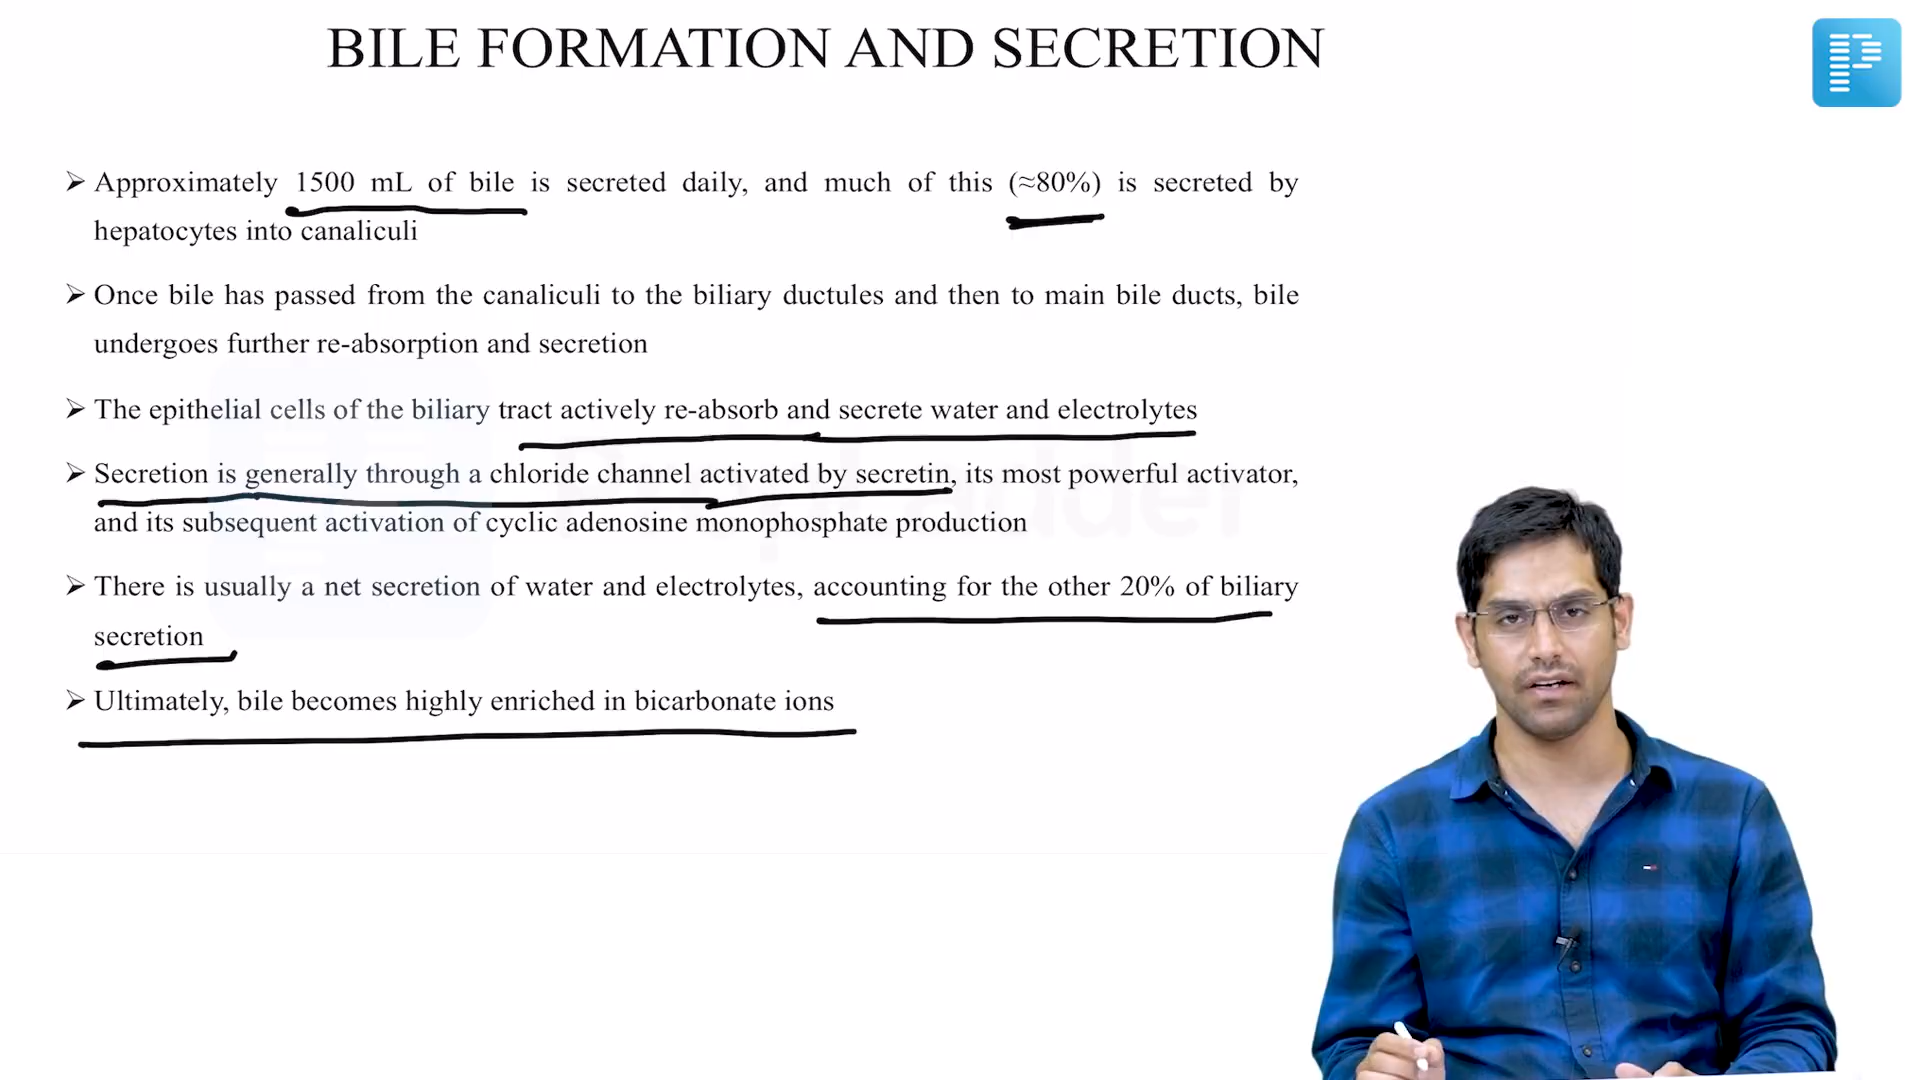 BILE FORMATION AND SECRETION
➢ Approximately 1500 mL of bile is secreted daily, and much of this (≈80%) is secreted by
hepatocytes into canaliculi
➢ Once bile has passed from the canaliculi to the biliary ductules and then to main bile ducts, bile
undergoes further re-absorption and secretion
➢ The epithelial cells of the biliary tract actively re-absorb and secrete water and electrolytes
➢ Secretion is generally through a chloride channel activated by secretin, its most powerful activator,
and its subsequent activation of cyclic adenosine monophosphate production
➢ There is usually a net secretion of water and electrolytes, accounting for the other 20% of biliary
secretion
➢ Ultimately, bile becomes highly enriched in bicarbonate ions